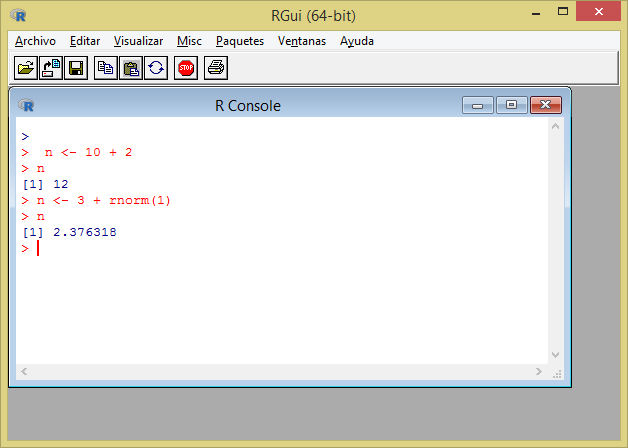 RGui (64-bit)
Archivo Editar Visualizar Misc Paquetes Ventanas Ayuda
STOP
R Console
>
>  n <- 10 + 2
> n
[1] 12
> n <- 3 + rnorm(1)
> n
[1] 2.376318
>